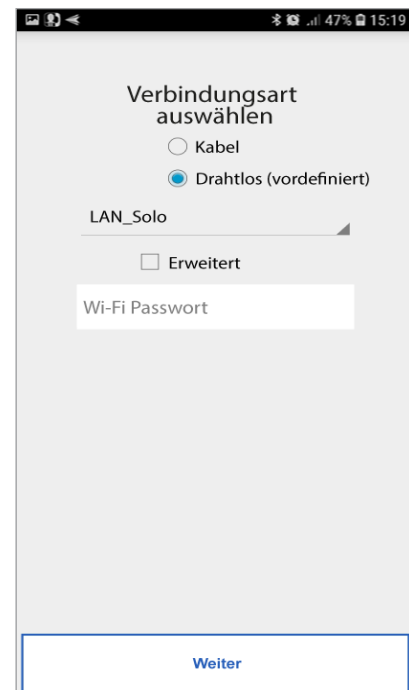 47% 15:19
Verbindungsart
auswählen
Kabel
Drahtlos (vordefiniert)
LAN_Solo
Erweitert
Wi-Fi Passwort
Weiter